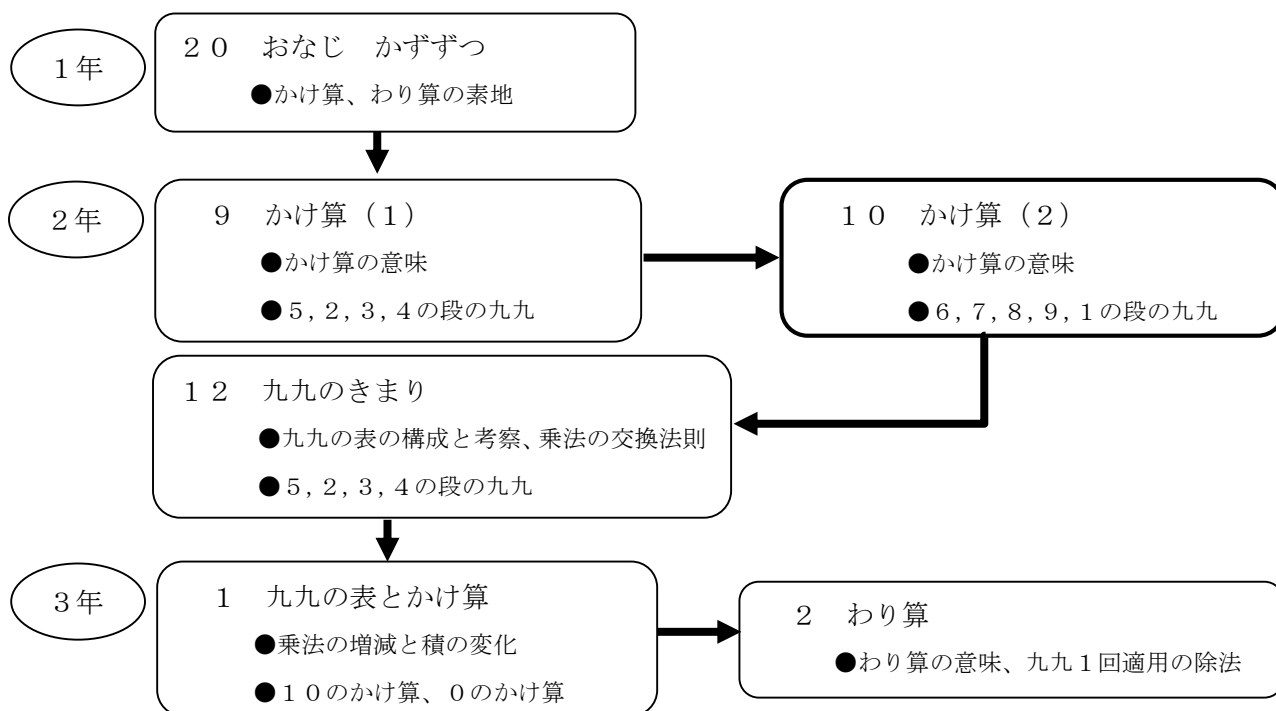 1年
２０　おなじ　かずずつ
●かけ算、わり算の素地
2年
９　かけ算（１）
●かけ算の意味
●５,２,３,４の段の九九
１０　かけ算（２）
●かけ算の意味
●６,７,８,９,１の段の九九
１２　九九のきまり
●九九の表の構成と考察、乗法の交換法則
●５,２,３,４の段の九九
３年
１　九九の表とかけ算
●乗法の増減と積の変化
●１０のかけ算、０のかけ算
２　わり算
●わり算の意味、九九１回適用の除法